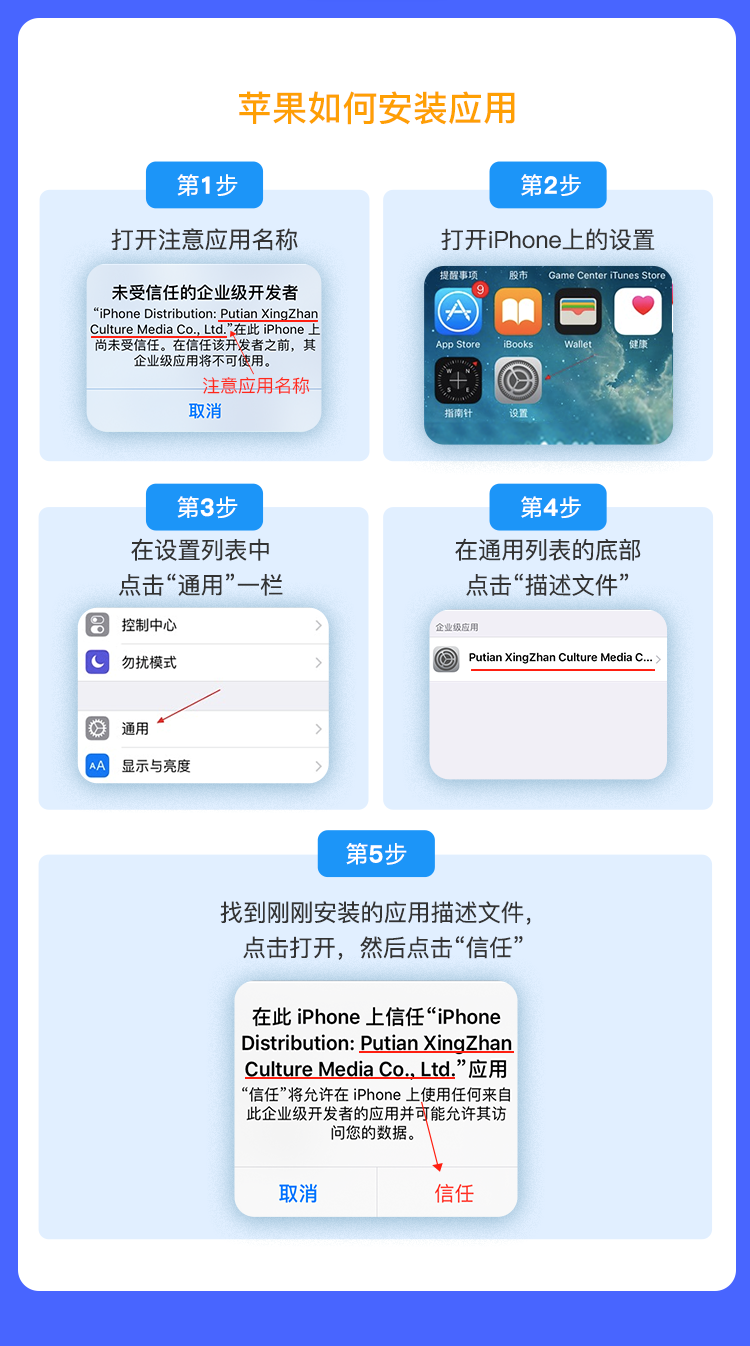 苹果如何安装应用
第1步
打开注意应用名称
未受信任的企业级开发者
“iPhone Distribution: Putian XingZhan
Culture Media Co., Ltd.”在此 iPhone 上
尚未受信任。在信任该开发者之前，其
企业级应用将不可使用。
注意应用名称
取消
第2步
打开iPhone上的设置
提醒事项 股市 Game Center iTunes Store
9
App Store iBooks Wallet 健康
W N E S
指南针 设置
第3步
在设置列表中
点击“通用”一栏
控制中心
勿扰模式
通用
AA 显示与亮度
第4步
在通用列表的底部
点击“描述文件”
企业级应用
Putian XingZhan Culture Media C...
第5步
找到刚刚安装的应用描述文件，
点击打开，然后点击“信任”
在此 iPhone 上信任“iPhone
Distribution: Putian XingZhan
Culture Media Co., Ltd.”应用
“信任”将允许在 iPhone 上使用任何来自
此企业级开发者的应用并可能允许其访
问您的数据。
取消 信任